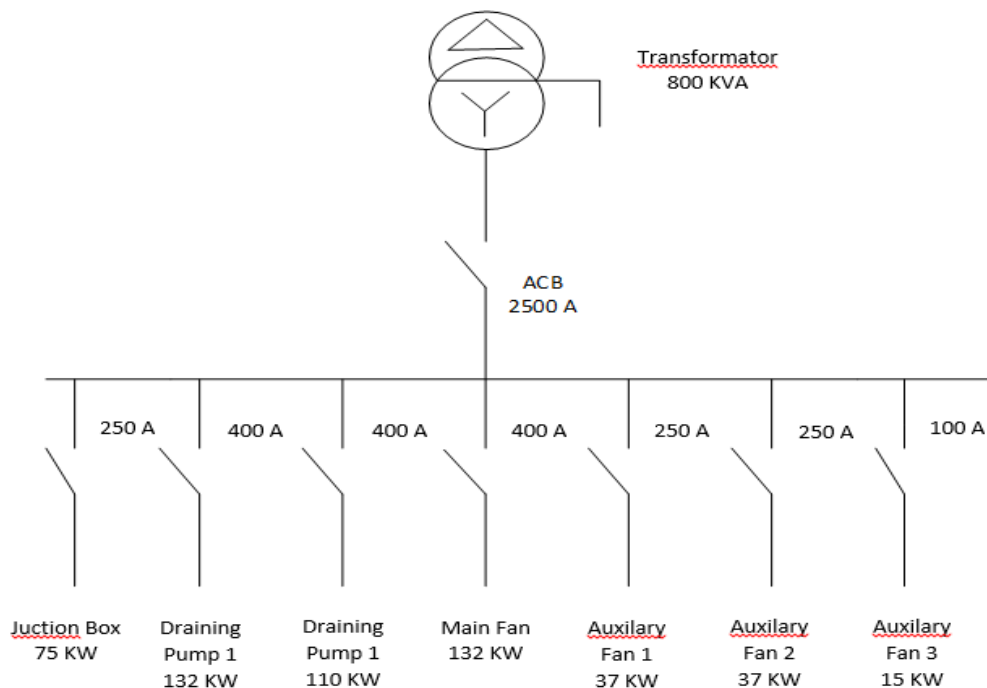 Transformator
800 KVA
ACB
2500 A
250 A
400 A
400 A
400 A
250 A
250 A
100 A
Juction Box
75 KW
Draining
Pump 1
132 KW
Draining
Pump 1
110 KW
Main Fan
132 KW
Auxilary
Fan 1
37 KW
Auxilary
Fan 2
37 KW
Auxilary
Fan 3
15 KW